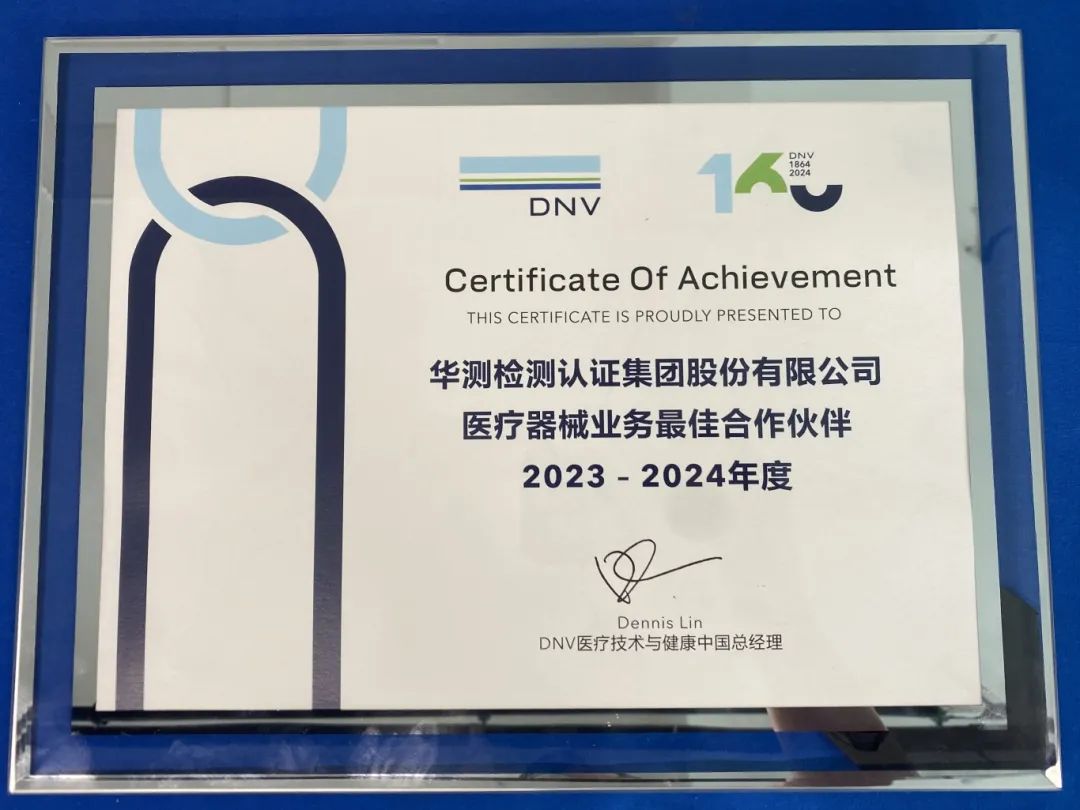 DNV
160
DNV
1864
2024
Certificate Of Achievement
THIS CERTIFICATE IS PROUDLY PRESENTED TO
华测检测认证集团股份有限公司
医疗器械业务最佳合作伙伴
2023 - 2024年度
Dennis Lin
DNV医疗技术与健康中国总经理